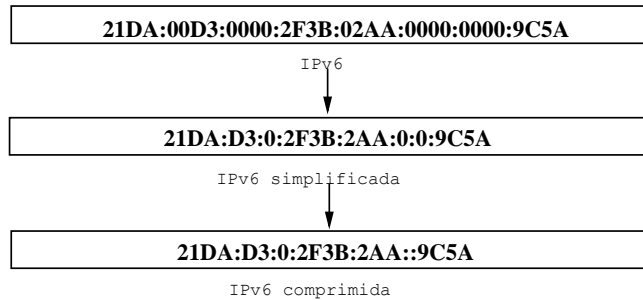 21DA:00D3:0000:2F3B:02AA:0000:0000:9C5A
IPv6
21DA:D3:0:2F3B:2AA:0:0:9C5A
IPv6 simplificada
21DA:D3:0:2F3B:2AA::9C5A
IPv6 comprimida